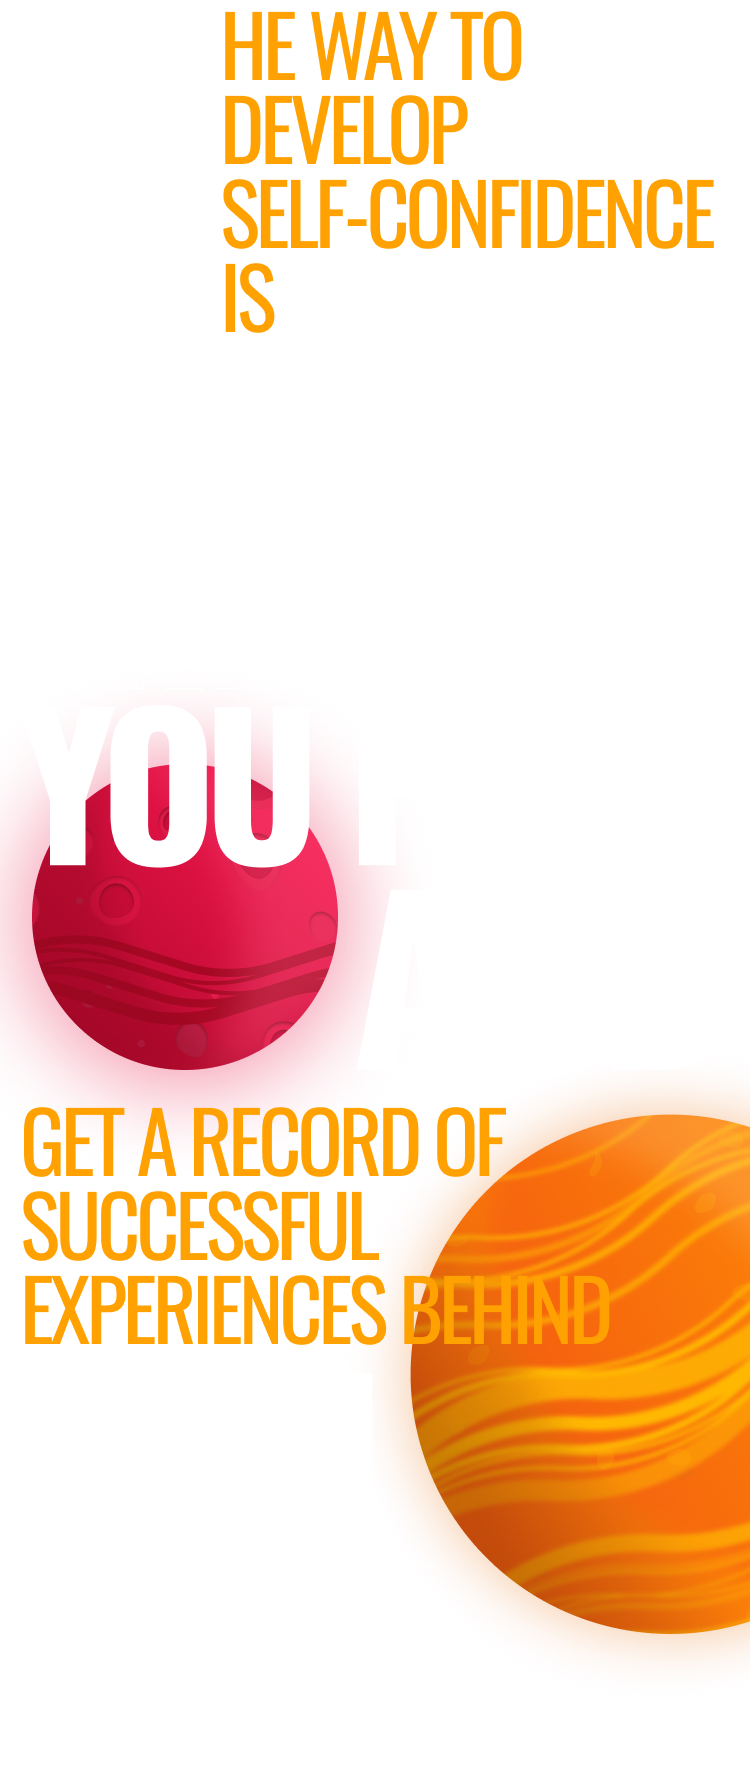 HE WAY TO
DEVELOP
SELF-CONFIDENCE
IS
YOU
GET A RECORD OF
SUCCESSFUL
EXPERIENCES BEHIND